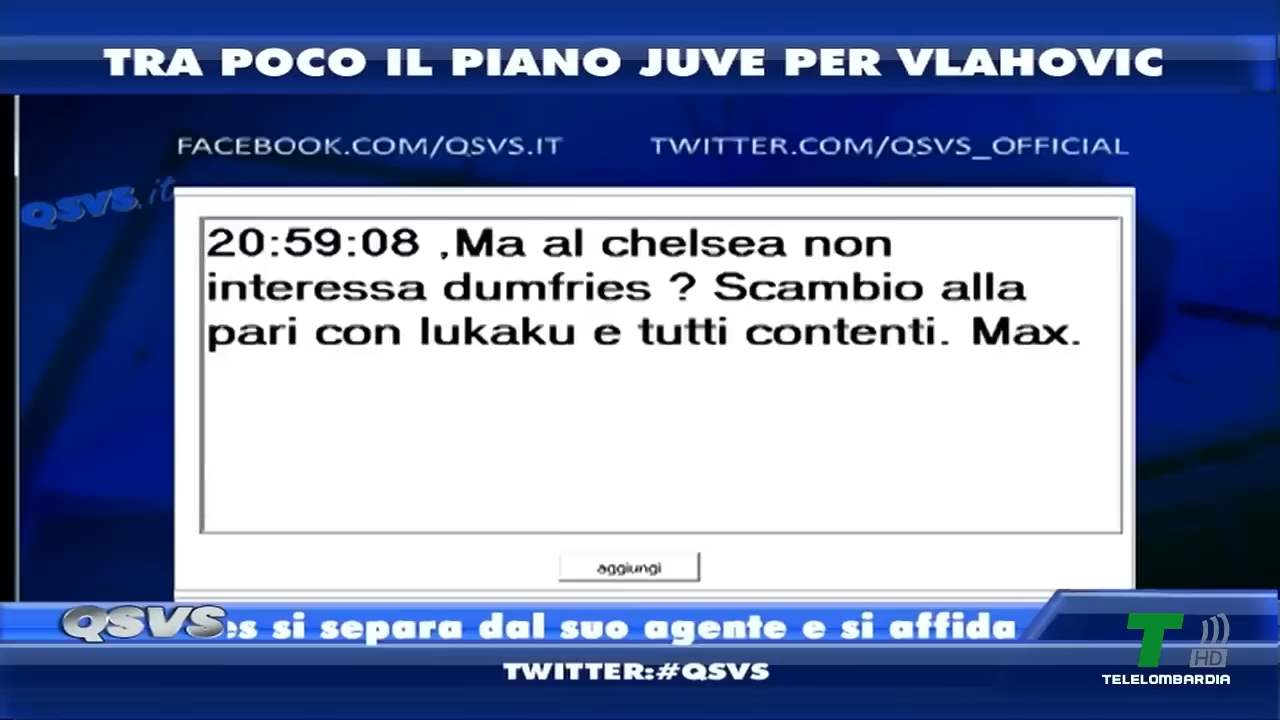 TRA POCO IL PIANO JUVE PER VLAHOVIC
FACEBOOK.COM/QSVS.IT TWITTER.COM/QSVS_OFFICIAL
QSVS.it
20:59:08 ,Ma al chelsea non
interessa dumfries ? Scambio alla
pari con lukaku e tutti contenti. Max.
aggiungi
QSVS
es si separa dal suo agente e si affida
TWITTER:#QSVS
T HD
TELELOMBARDIA